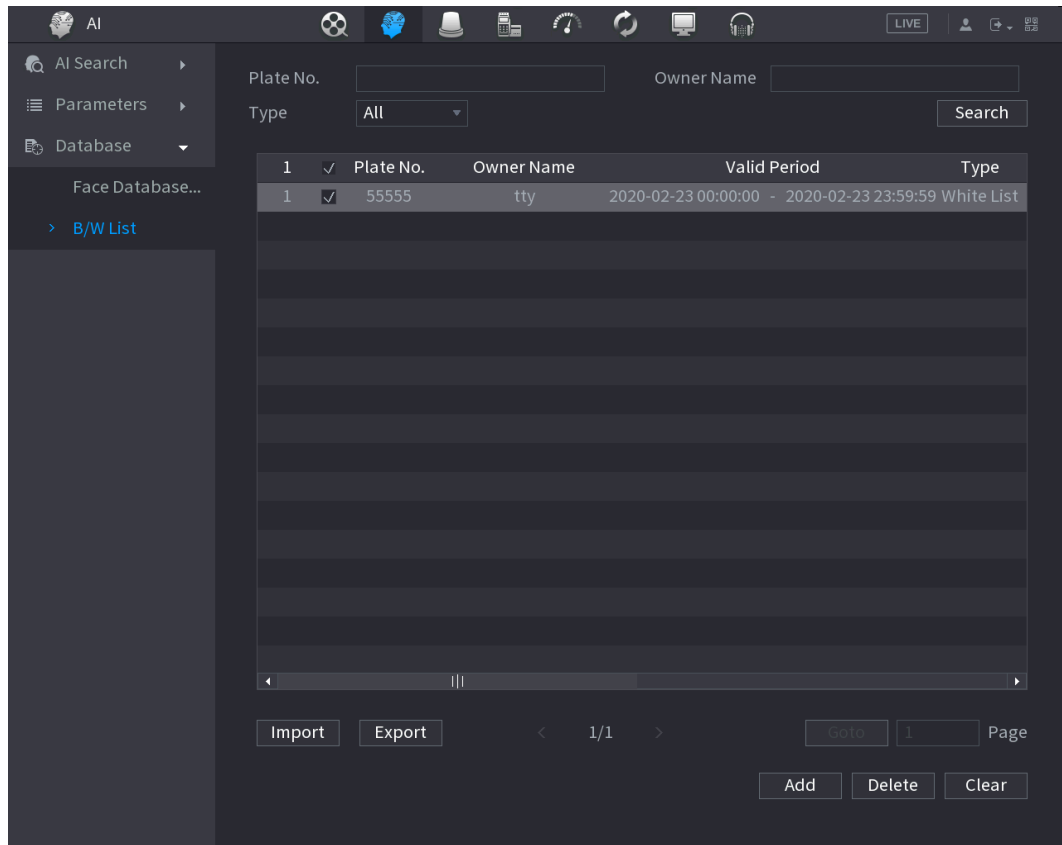 AI LIVE
AI Search
Parameters
Database
Face Database...
B/W List
Plate No. Owner Name
Type All Search
1 Plate No. Owner Name Valid Period Type
1 55555 tty 2020-02-23 00:00:00 - 2020-02-23 23:59:59 White List
Import Export < 1/1 > Goto 1 Page
Add Delete Clear